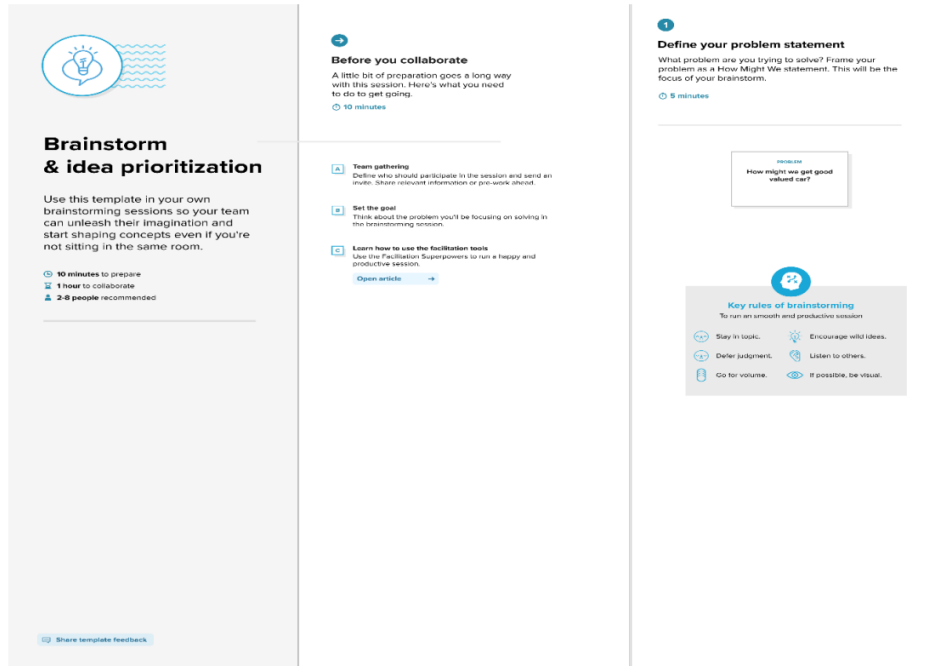 Brainstorm
& idea prioritization
Use this template in your own
brainstorming sessions so your team
can unleash their imagination and
start shaping concepts even if you're
not sitting in the same room.
10 minutes to prepare
1 hour to collaborate
2-8 people recommended
Share template feedback
Before you collaborate
A little bit of preparation goes a long way
with this session. Here's what you need
to do to get going.
10 minutes
A
Team gathering
Define who should participate in the session and send an
invite. Share relevant information or pre-work ahead.
B
Set the goal
Think about the problem you'll be focusing on solving in
the brainstorming session.
C
Learn how to use the facilitation tools
Use the Facilitation Superpowers to run a happy and
productive session.
Open article
1
Define your problem statement
What problem are you trying to solve? Frame your
problem as a How Might We statement. This will be the
focus of your brainstorm.
5 minutes
PROBLEM
How might we get good
valued car?
Key rules of brainstorming
To run an smooth and productive session
Stay in topic.
Encourage wild ideas.
Defer judgment.
Listen to others.
Go for volume.
If possible, be visual.